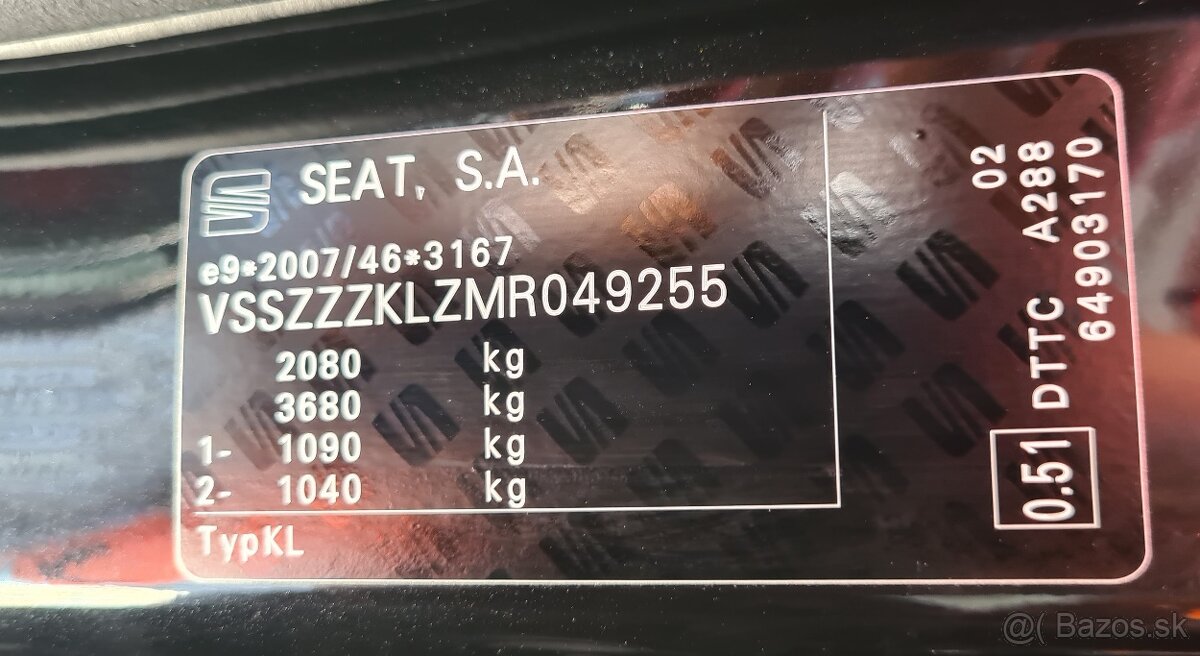 SEAT, S.A.
e9*2007/46*3167
VSSZZZKLZMR049255
2080 kg
3680 kg
1- 1090 kg
2- 1040 kg
TypKL
02
0.51 DTTC A288
64903170
@( Bazos.sk